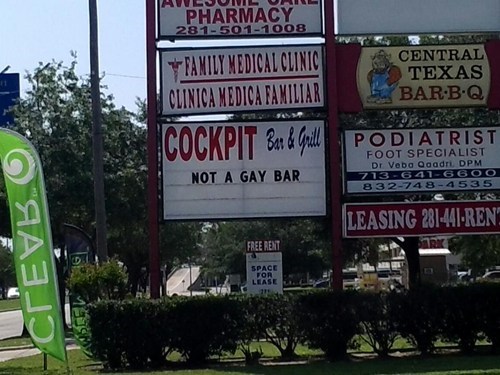 AWESOME CARE
PHARMACY
281-501-1008
FAMILY MEDICAL CLINIC
CLINICA MEDICA FAMILIAR
COCKPIT Bar & Grill
NOT A GAY BAR
CENTRAL
TEXAS
BAR-B-Q
PODIATRIST
FOOT SPECIALIST
Dr. Veba Qaadri, DPM
713-641-6600
832-748-4535
LEASING 281-441-RENT
FREE RENT
SPACE
FOR
LEASE
CLEAR